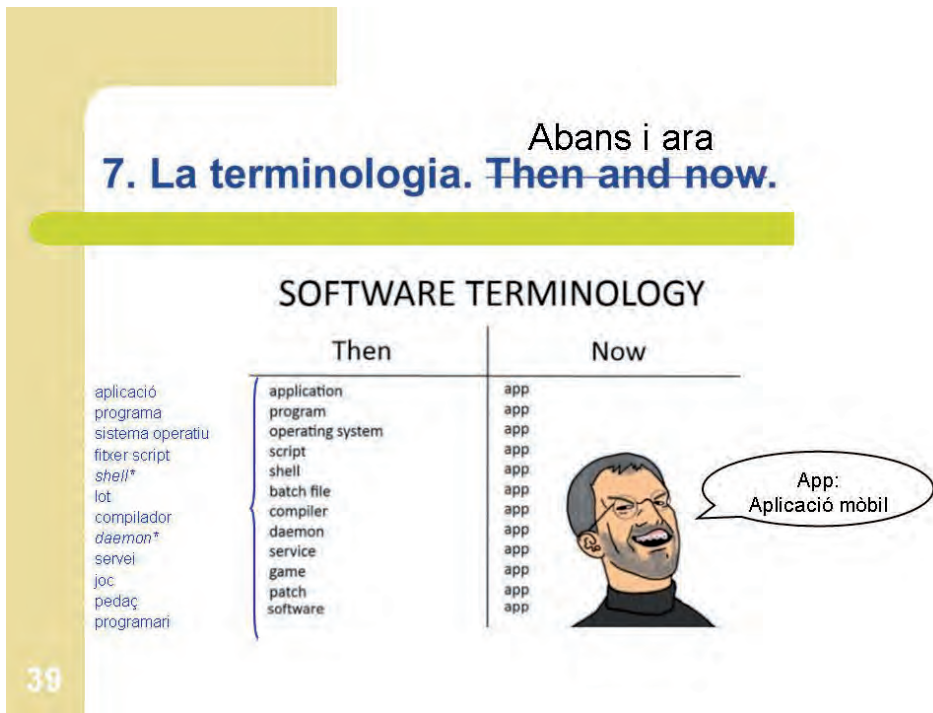 Abans i ara
7. La terminologia. Then and now.
SOFTWARE TERMINOLOGY
Then Now
aplicació application app
programa program app
sistema operatiu operating system app
fitxer script script app
shell* shell app
lot batch file app
compilador compiler app
daemon* daemon app
servei service app
joc game app
pedaç patch app
programari software app
App:
Aplicació mòbil
39